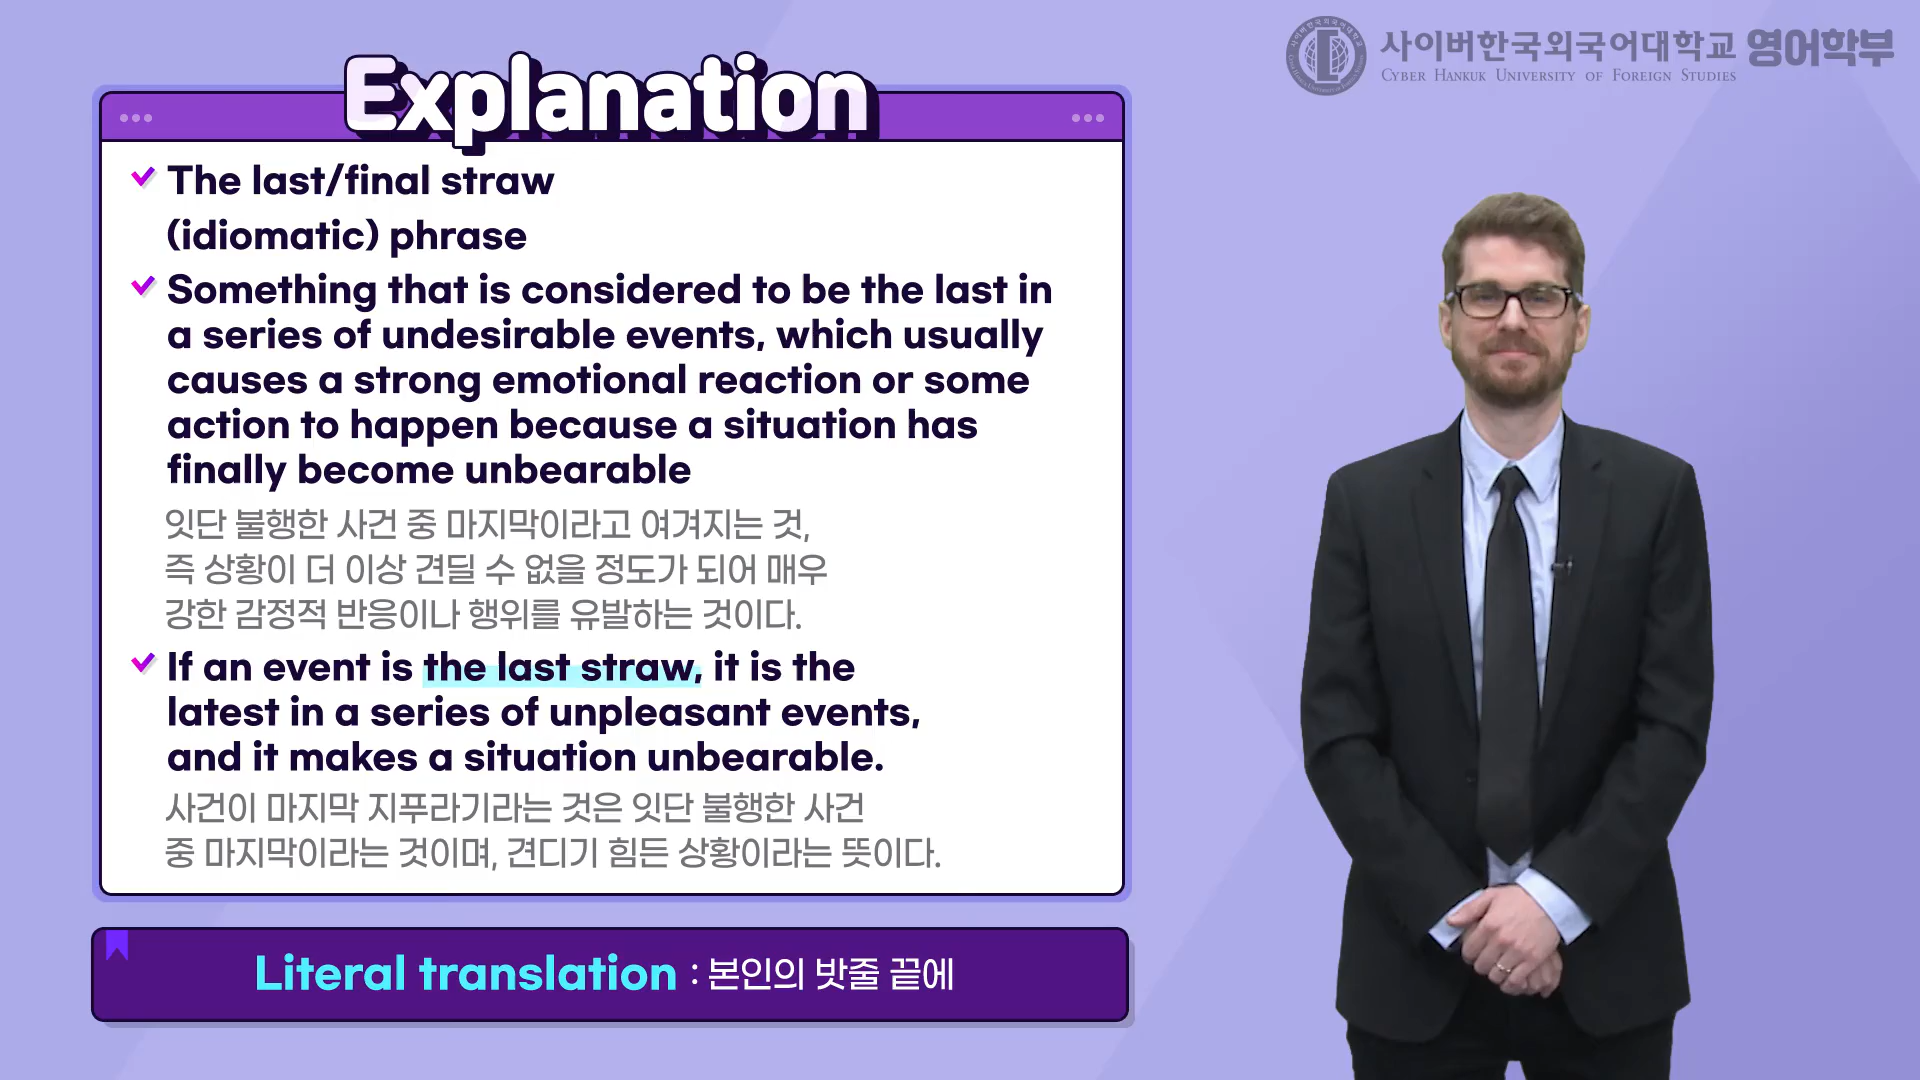 사이버한국외국어대학교 영어학부
CYBER HANKUK UNIVERSITY OF FOREIGN STUDIES
Explanation
The last/final straw
(idiomatic) phrase
Something that is considered to be the last in
a series of undesirable events, which usually
causes a strong emotional reaction or some
action to happen because a situation has
finally become unbearable
잇단 불행한 사건 중 마지막이라고 여겨지는 것,
즉 상황이 더 이상 견딜 수 없을 정도가 되어 매우
강한 감정적 반응이나 행위를 유발하는 것이다.
If an event is the last straw, it is the
latest in a series of unpleasant events,
and it makes a situation unbearable.
사건이 마지막 지푸라기라는 것은 잇단 불행한 사건
중 마지막이라는 것이며, 견디기 힘든 상황이라는 뜻이다.
Literal translation : 본인의 밧줄 끝에